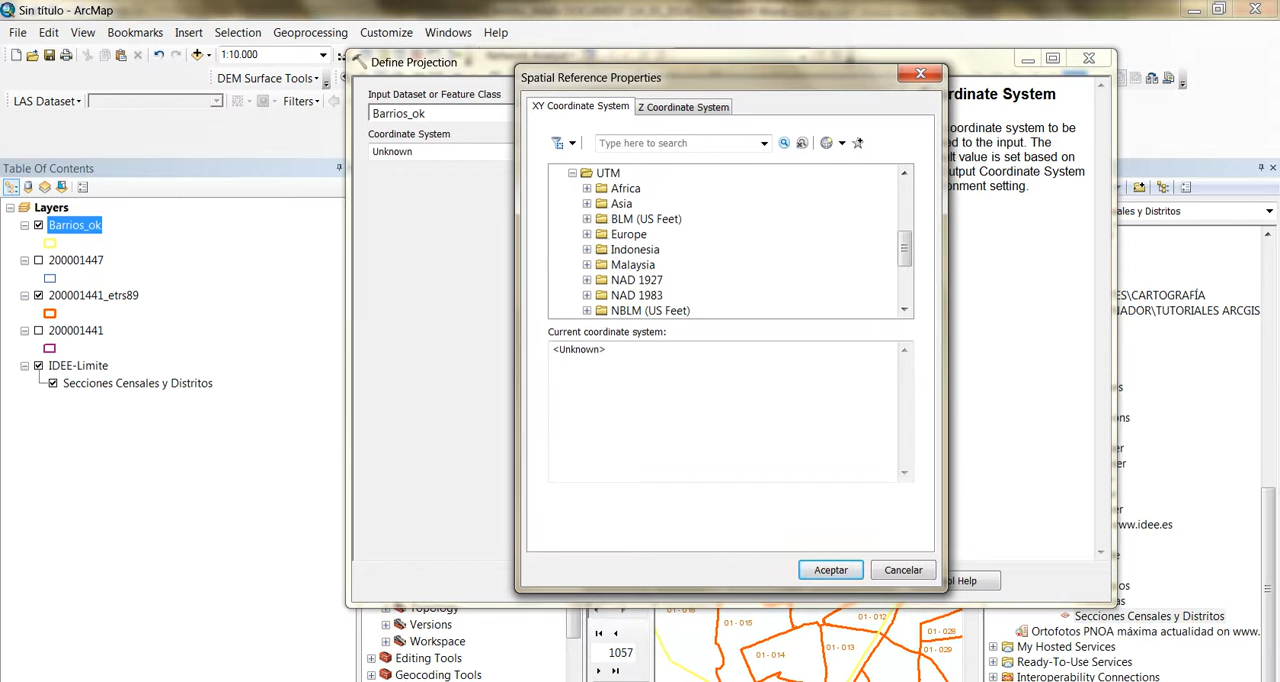 Sin título - ArcMap
File Edit View Bookmarks Insert Selection Geoprocessing Customize Windows Help
1:10.000
DEM Surface Tools
LAS Dataset
Filters
Table Of Contents
Layers
Barrios_ok
200001447
200001441_etrs89
200001441
IDEE-Limite
Secciones Censales y Distritos
Define Projection
Input Dataset or Feature Class
Barrios_ok
Coordinate System
Unknown
Spatial Reference Properties
XY Coordinate System
Z Coordinate System
Type here to search
UTM
Africa
Asia
BLM (US Feet)
Europe
Indonesia
Malaysia
NAD 1927
NAD 1983
NBLM (US Feet)
Current coordinate system:
<Unknown>
Aceptar
Cancelar
rdinate System
coordinate system to be
ed to the input. The
lt value is set based on
utput Coordinate System
onment setting.
ol Help
ales y Distritos
ES\CARTOGRAFÍA
NADOR\TUTORIALES ARCGIS
ww.idee.es
Secciones Censales y Distritos
Ortofotos PNOA máxima actualidad on www.
My Hosted Services
Ready-To-Use Services
Interoperability Connections
Topology
Versions
Workspace
Editing Tools
Geocoding Tools
1057
01 - 015
01 - 012
01 - 014
01 - 013
01 - 028
01 - 029